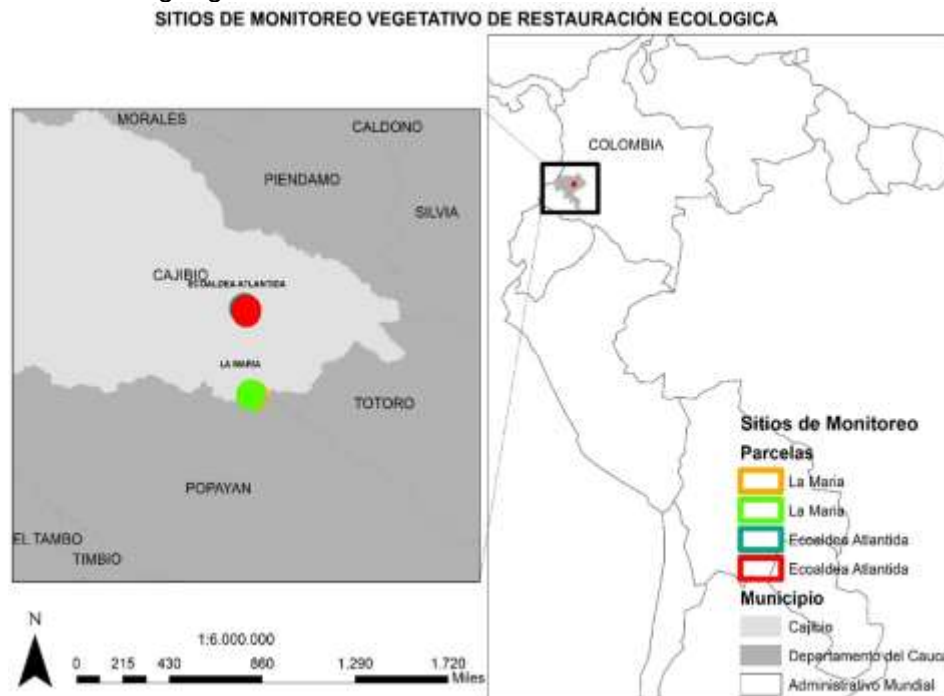 SITIOS DE MONITOREO VEGETATIVO DE RESTAURACIÓN ECOLOGICA
MORALES
CALDONO
PIENDAMO
SILVIA
CAJIBIO
ECOALDEA ATLANTIDA
LA MARIA
TOTORO
POPAYAN
EL TAMBO
TIMBIO
COLOMBIA
Sitios de Monitoreo
Parcelas
La Maria
La Maria
Ecoaldea Atlantida
Ecoaldea Atlantida
Municipio
Cajibio
Departamento del Cauca
Administrativo Mundial
N
1:6.000.000
0 215 430 860 1.290 1.720
Miles